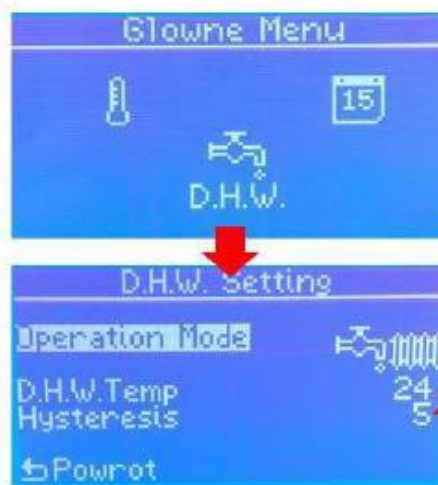 Glowne Menu
15
D.H.W.
D.H.W. Setting
Operation Mode
D.H.W.Temp 24
Hysteresis 5
Powrot